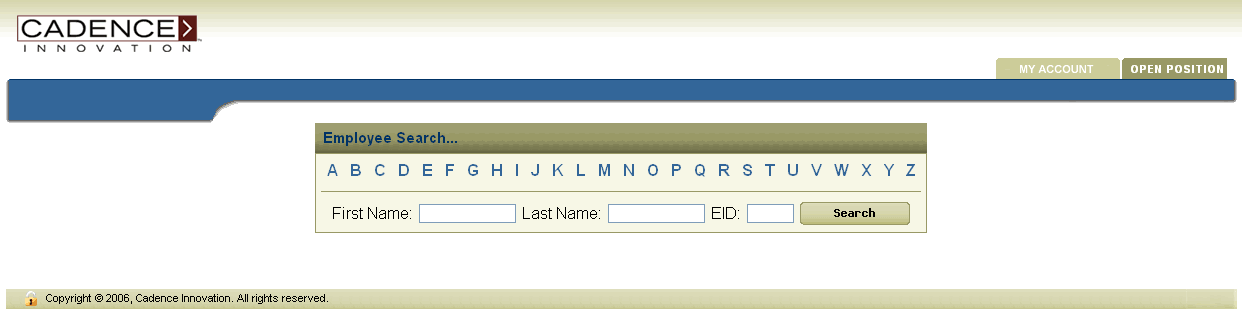 CADENCE
INNOVATION
MY ACCOUNT OPEN POSITION
Employee Search...
A B C D E F G H I J K L M N O P Q R S T U V W X Y Z
First Name: Last Name: EID: Search
Copyright © 2006, Cadence Innovation. All rights reserved.